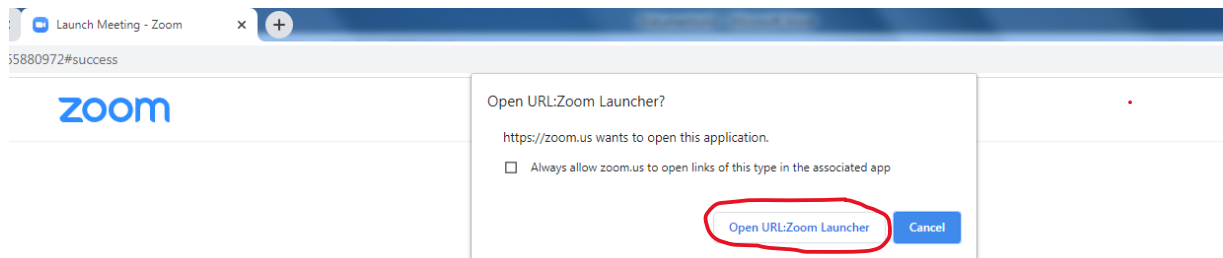 Launch Meeting - Zoom
55880972#success
zoom
Open URL:Zoom Launcher?
https://zoom.us wants to open this application.
Always allow zoom.us to open links of this type in the associated app
Open URL:Zoom Launcher
Cancel